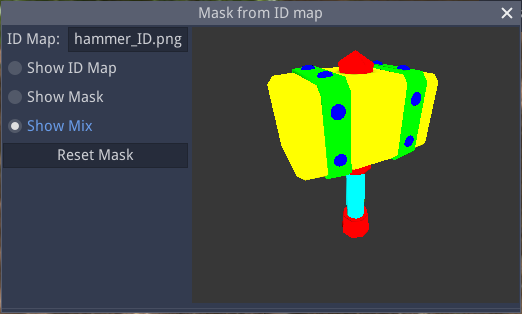 Mask from ID map
ID Map: hammer_ID.png
Show ID Map
Show Mask
Show Mix
Reset Mask